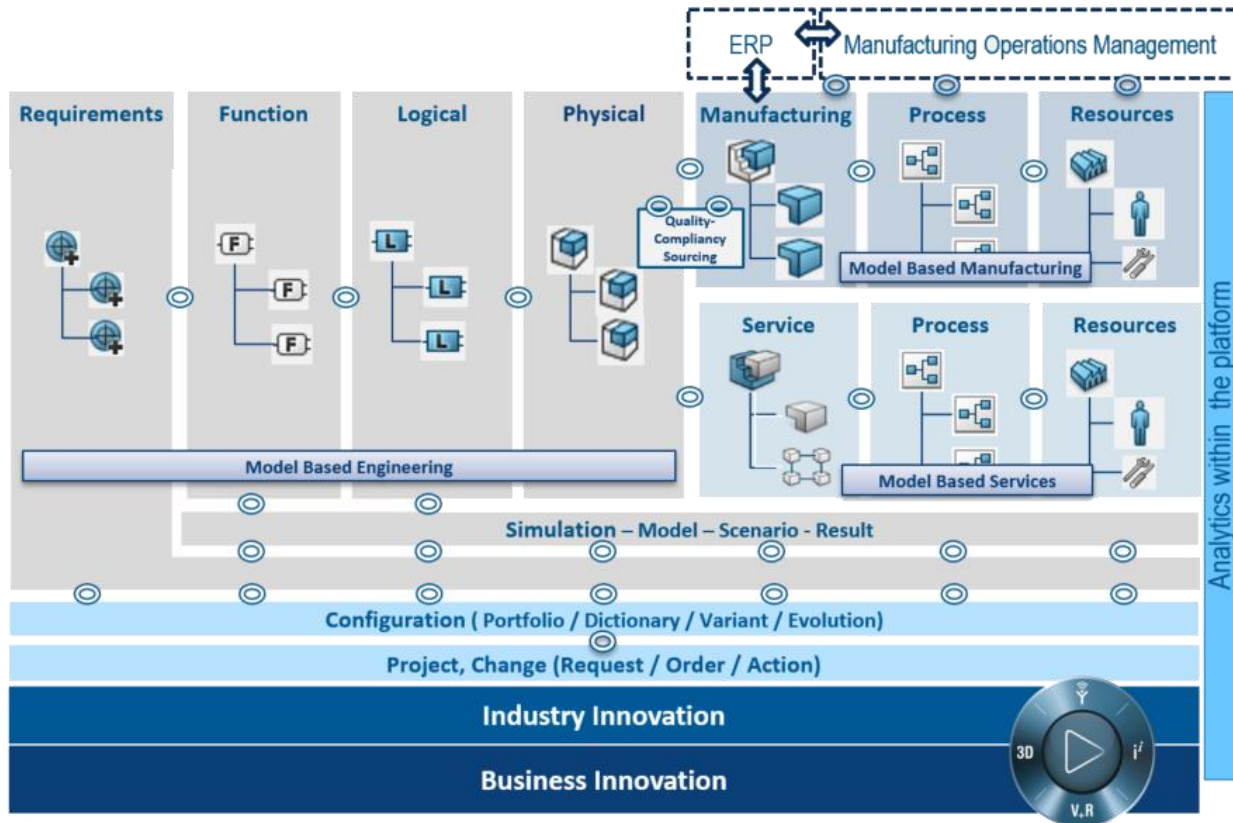 ERP
Manufacturing Operations Management
Requirements
Function
Logical
Physical
Manufacturing
Process
Resources
Quality-
Compliancy
Sourcing
F
F
F
L
L
L
Model Based Manufacturing
Service
Process
Resources
Model Based Engineering
Model Based Services
Simulation – Model – Scenario - Result
Configuration ( Portfolio / Dictionary / Variant / Evolution)
Project, Change (Request / Order / Action)
Industry Innovation
Business Innovation
3D
i i
V,R
Analytics within the platform